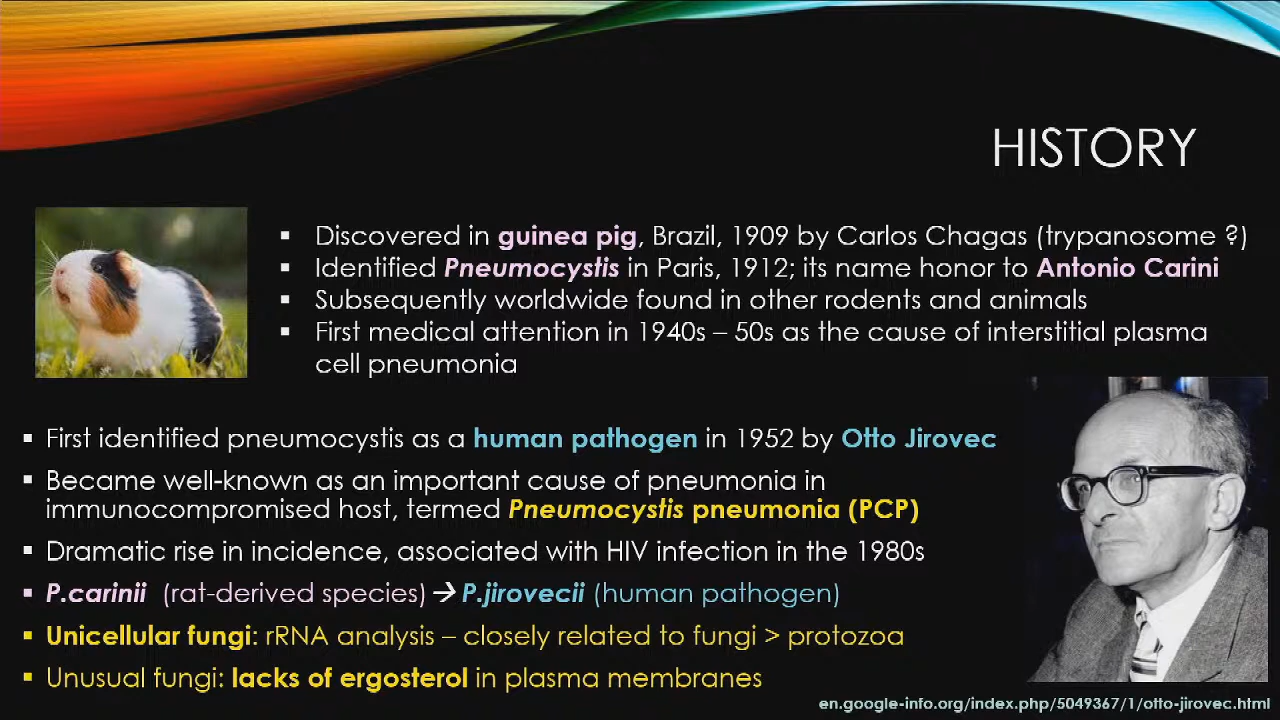 HISTORY
▪ Discovered in guinea pig, Brazil, 1909 by Carlos Chagas (trypanosome ?)
▪ Identified Pneumocystis in Paris, 1912; its name honor to Antonio Carini
▪ Subsequently worldwide found in other rodents and animals
▪ First medical attention in 1940s – 50s as the cause of interstitial plasma
cell pneumonia
▪ First identified pneumocystis as a human pathogen in 1952 by Otto Jirovec
▪ Became well-known as an important cause of pneumonia in
immunocompromised host, termed Pneumocystis pneumonia (PCP)
▪ Dramatic rise in incidence, associated with HIV infection in the 1980s
▪ P.carinii (rat-derived species) → P.jirovecii (human pathogen)
▪ Unicellular fungi: rRNA analysis – closely related to fungi > protozoa
▪ Unusual fungi: lacks of ergosterol in plasma membranes
en.google-info.org/index.php/5049367/1/otto-jirovec.html